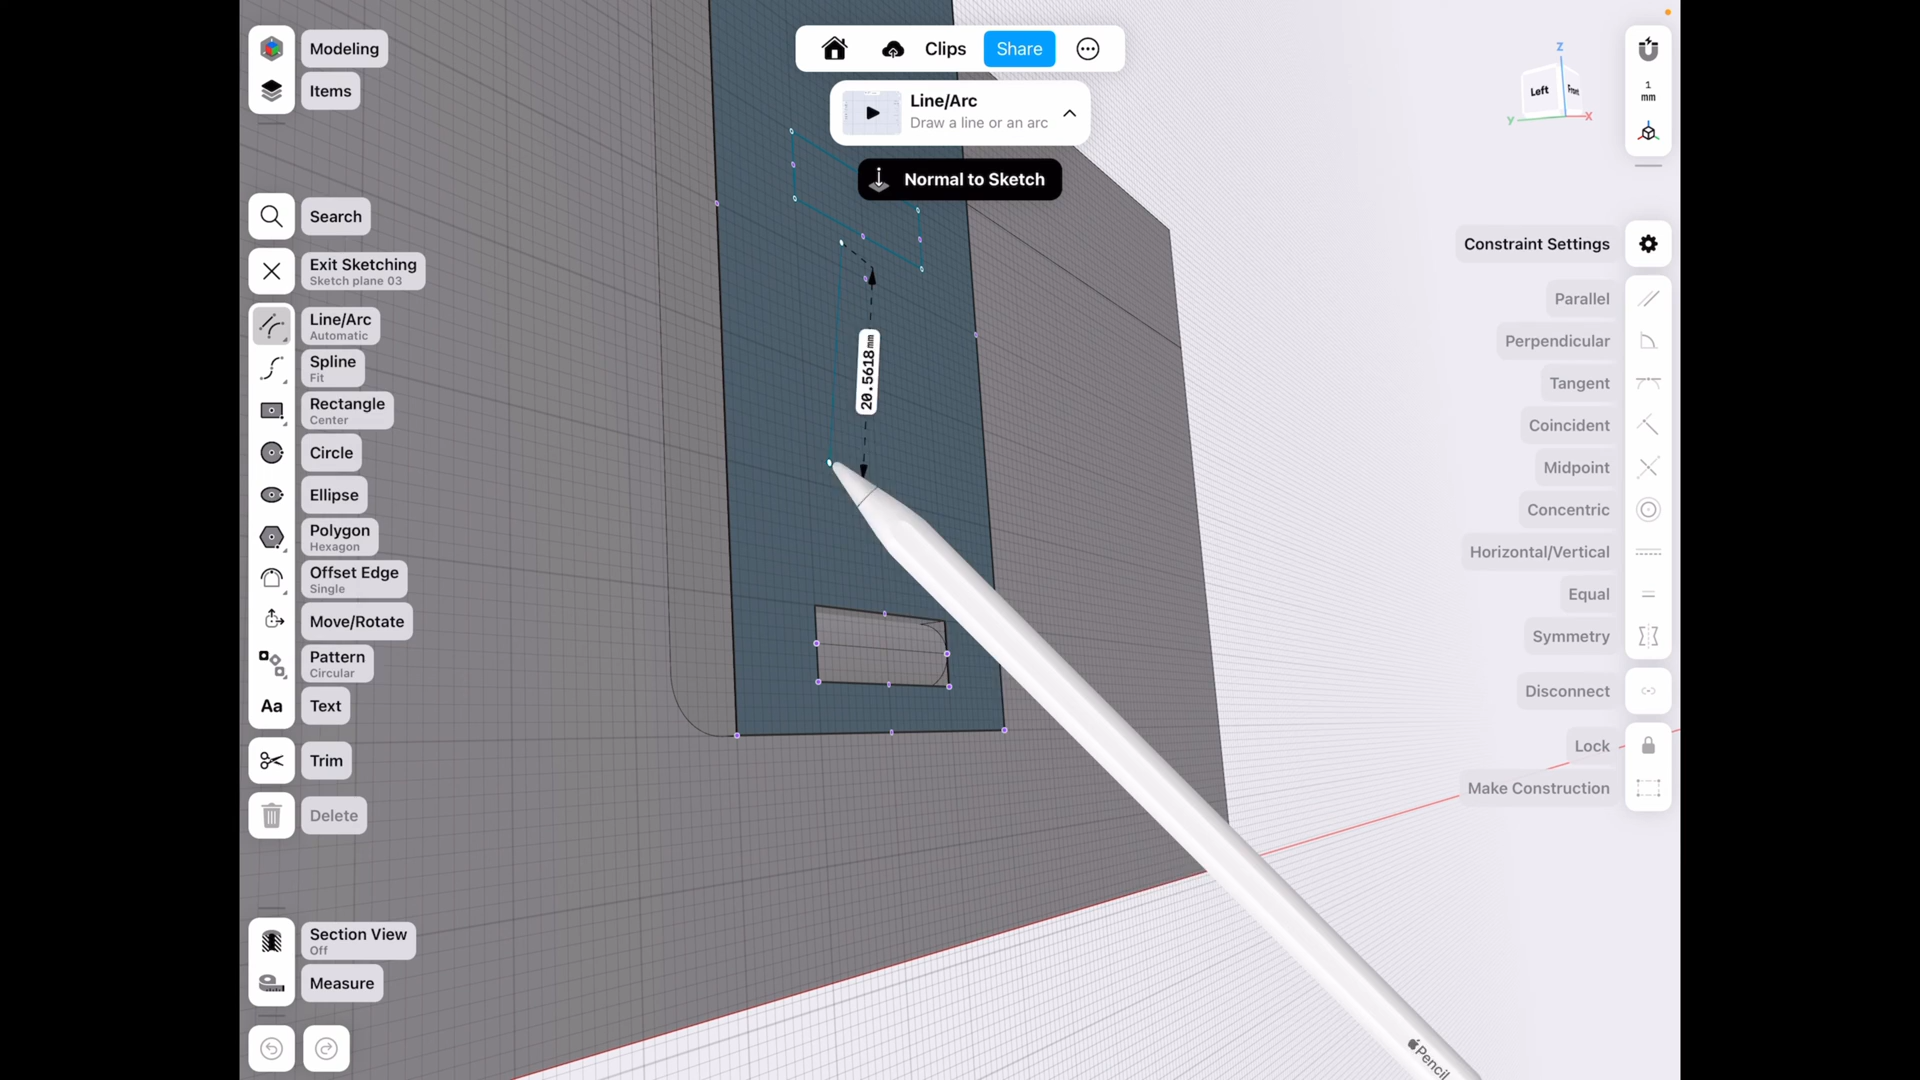 Modeling
Items
Clips
Share
Line/Arc
Draw a line or an arc
Normal to Sketch
Z
Left
Front
Y
X
1
mm
Search
Exit Sketching
Sketch plane 03
Line/Arc
Automatic
Spline
Fit
Rectangle
Center
Circle
Ellipse
Polygon
Hexagon
Offset Edge
Single
Move/Rotate
Pattern
Circular
Aa
Text
Trim
Delete
Section View
Off
Measure
20.5618 mm
Constraint Settings
Parallel
Perpendicular
Tangent
Coincident
Midpoint
Concentric
Horizontal/Vertical
Equal
Symmetry
Disconnect
Lock
Make Construction
Pencil